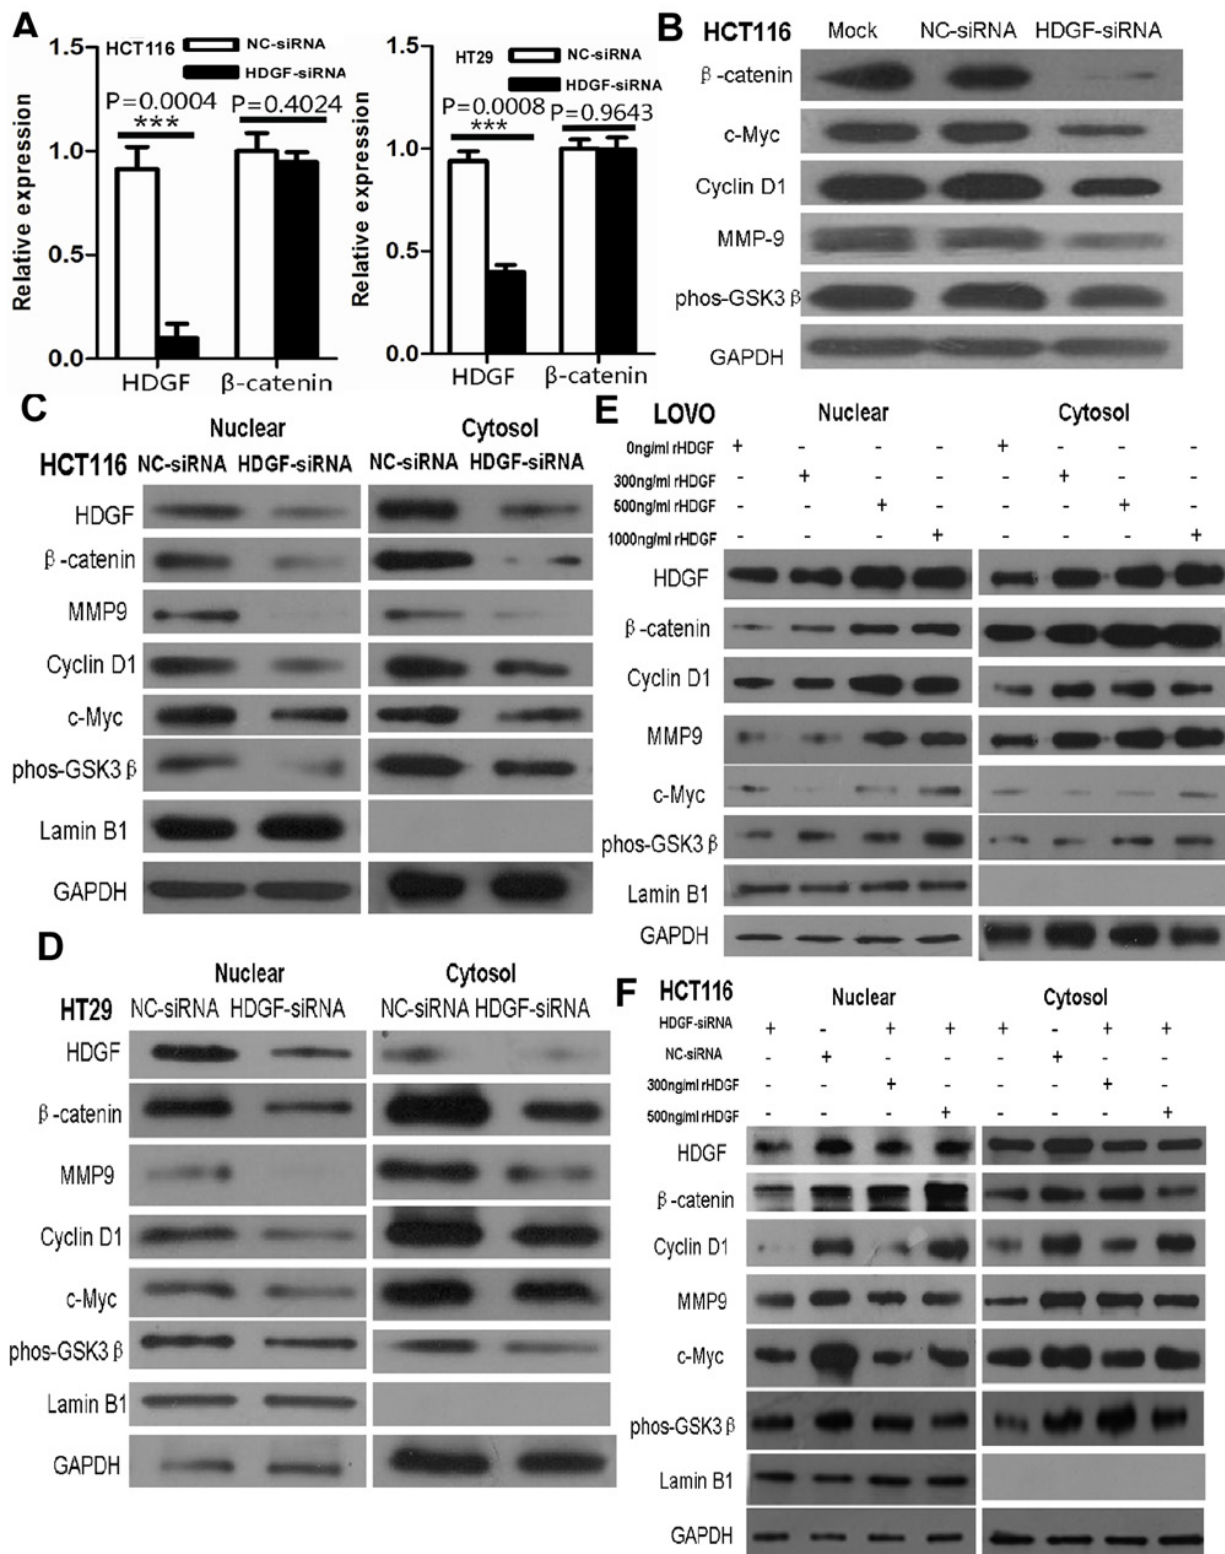 A
HCT116 NC-siRNA
HDGF-siRNA
P=0.0004 P=0.4024
***
Relative expression
1.5
1.0
0.5
0.0
HDGF β-catenin
HT29 NC-siRNA
HDGF-siRNA
P=0.0008 P=0.9643
***
Relative expression
1.5
1.0
0.5
0.0
HDGF β-catenin
B HCT116 Mock NC-siRNA HDGF-siRNA
β-catenin
c-Myc
Cyclin D1
MMP-9
phos-GSK3 β
GAPDH
C
Nuclear Cytosol
HCT116 NC-siRNA HDGF-siRNA NC-siRNA HDGF-siRNA
HDGF
β-catenin
MMP9
Cyclin D1
c-Myc
phos-GSK3 β
Lamin B1
GAPDH
D
Nuclear Cytosol
HT29 NC-siRNA HDGF-siRNA NC-siRNA HDGF-siRNA
HDGF
β-catenin
MMP9
Cyclin D1
c-Myc
phos-GSK3 β
Lamin B1
GAPDH
E LOVO Nuclear Cytosol
0ng/ml rHDGF + - - - + - - -
300ng/ml rHDGF - + - - - + - -
500ng/ml rHDGF - - + - - - + -
1000ng/ml rHDGF - - - + - - - +
HDGF
β-catenin
Cyclin D1
MMP9
c-Myc
phos-GSK3 β
Lamin B1
GAPDH
F HCT116 Nuclear Cytosol
HDGF-siRNA + - + + + - + +
NC-siRNA - + - - - + - -
300ng/ml rHDGF - - + - - - + -
500ng/ml rHDGF - - - + - - - +
HDGF
β-catenin
Cyclin D1
MMP9
c-Myc
phos-GSK3 β
Lamin B1
GAPDH